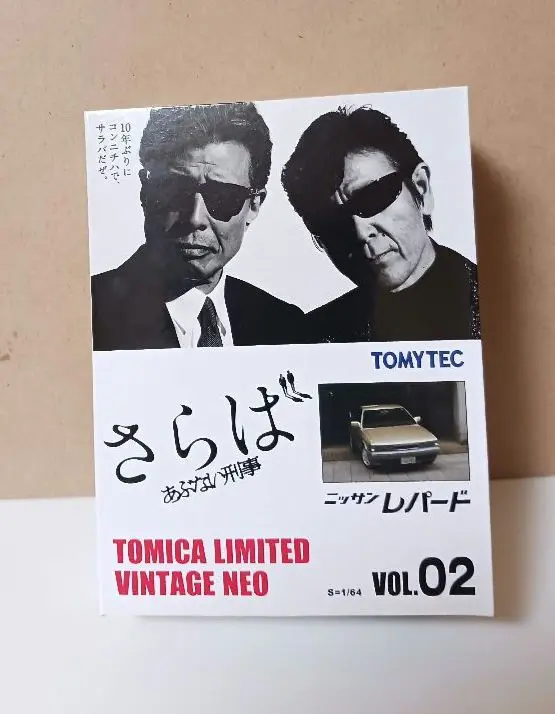 10年ぶりに
コンニチハで、
サラバだぜ。
TOMYTEC
さらば
あぶない刑事
ニッサン レパード
TOMICA LIMITED
VINTAGE NEO
S=1/64 VOL.02